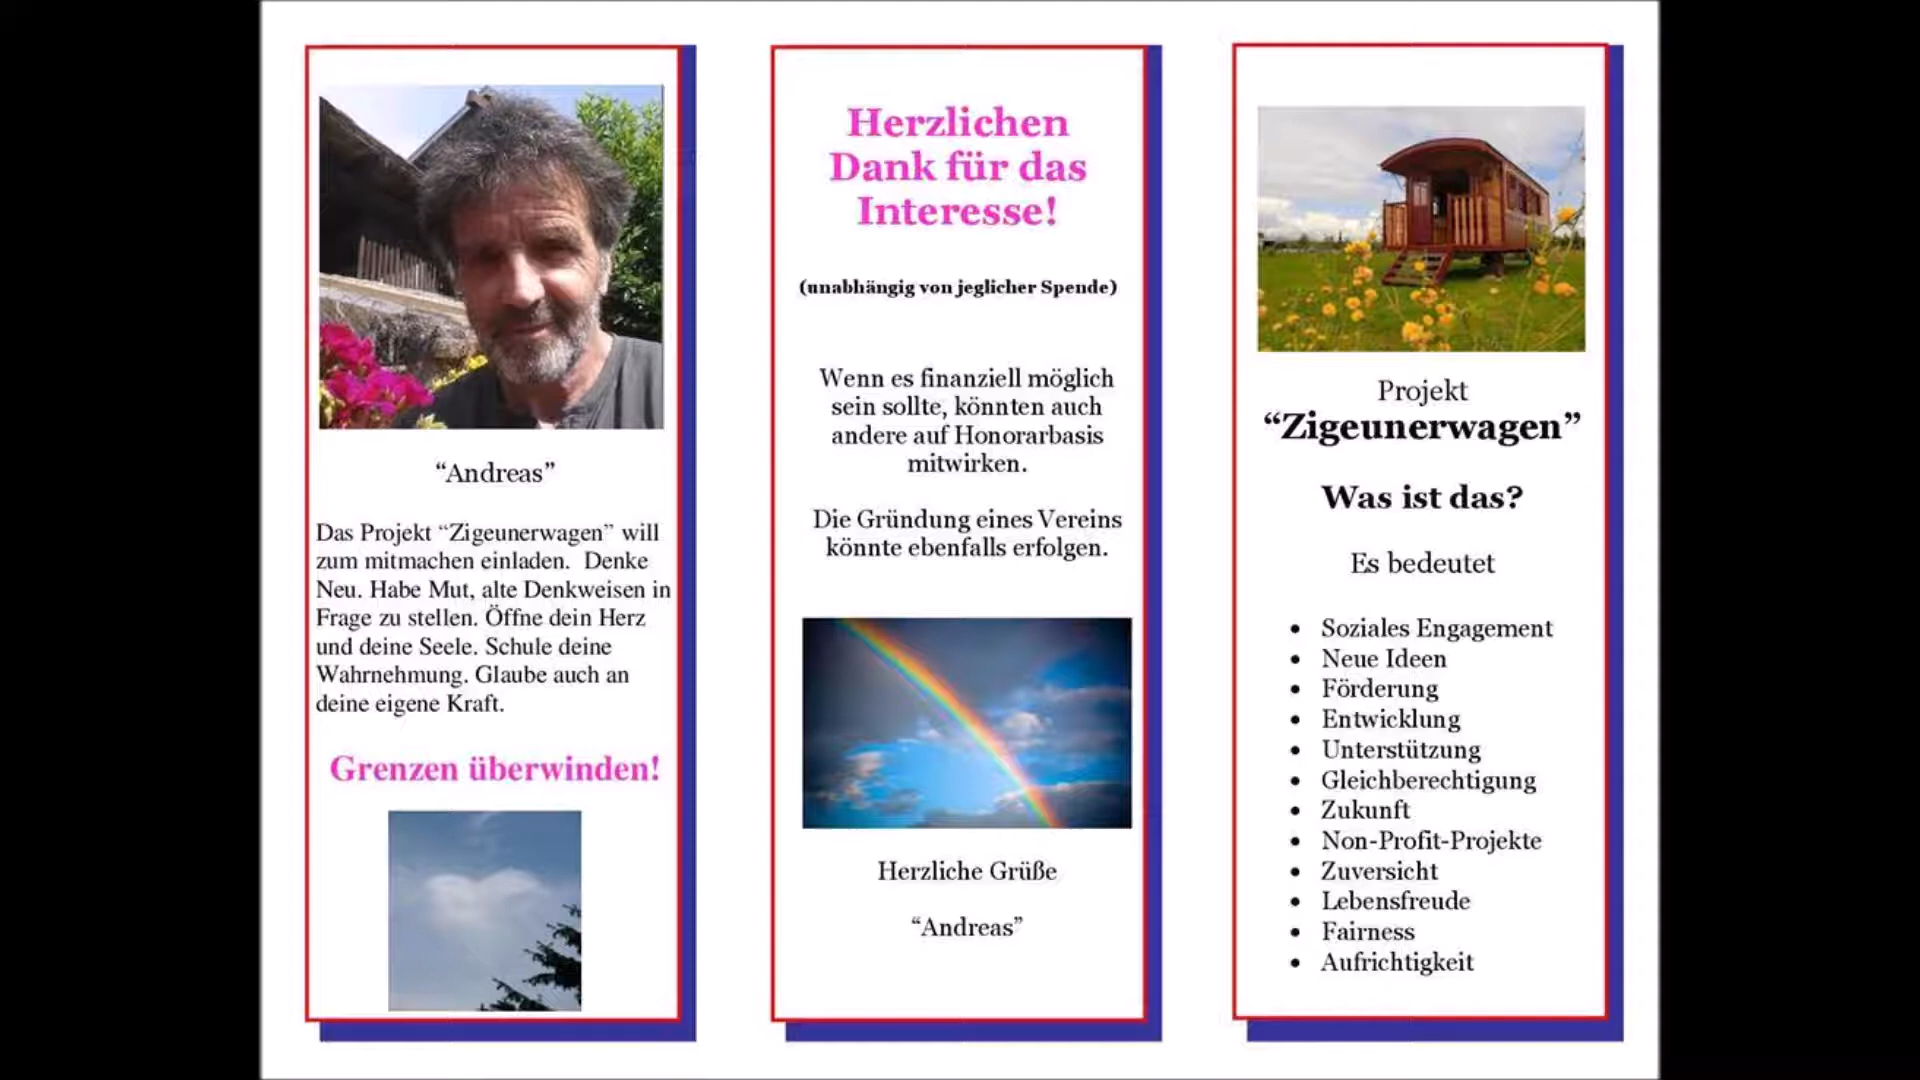 “Andreas”
Das Projekt “Zigeunerwagen” will
zum mitmachen einladen.  Denke
Neu. Habe Mut, alte Denkweisen in
Frage zu stellen. Öffne dein Herz
und deine Seele. Schule deine
Wahrnehmung. Glaube auch an
deine eigene Kraft.
Grenzen überwinden!
Herzlichen
Dank für das
Interesse!
(unabhängig von jeglicher Spende)
Wenn es finanziell möglich
sein sollte, könnten auch
andere auf Honorarbasis
mitwirken.
Die Gründung eines Vereins
könnte ebenfalls erfolgen.
Herzliche Grüße
“Andreas”
Projekt
“Zigeunerwagen”
Was ist das?
Es bedeutet
• Soziales Engagement
• Neue Ideen
• Förderung
• Entwicklung
• Unterstützung
• Gleichberechtigung
• Zukunft
• Non-Profit-Projekte
• Zuversicht
• Lebensfreude
• Fairness
• Aufrichtigkeit